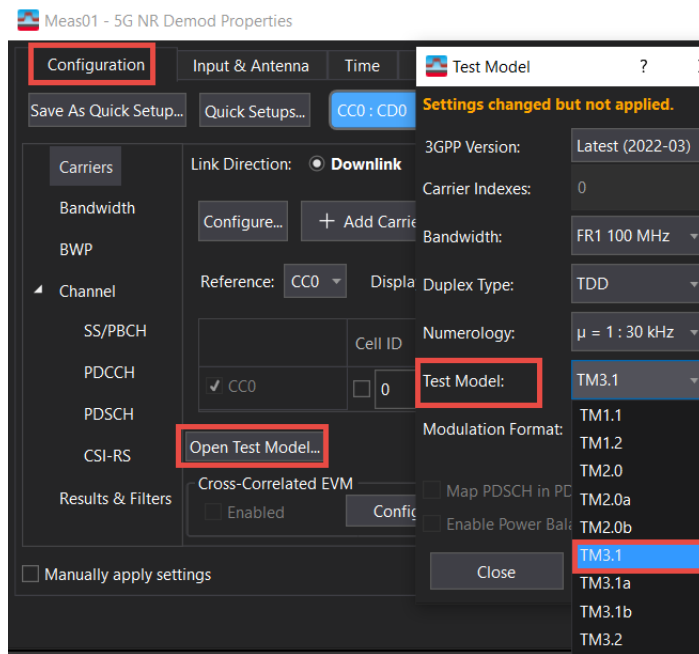 Meas01 - 5G NR Demod Properties
Configuration
Input & Antenna
Time
Save As Quick Setup...
Quick Setups...
CC0 : CD0
Carriers
Bandwidth
BWP
Channel
SS/PBCH
PDCCH
PDSCH
CSI-RS
Results & Filters
Link Direction:
Downlink
Configure...
+ Add Carrie
Reference:
CC0
Displa
Cell ID
CC0
0
Open Test Model...
Cross-Correlated EVM
Enabled
Config
Manually apply settings
Test Model
?
Settings changed but not applied.
3GPP Version:
Latest (2022-03)
Carrier Indexes:
0
Bandwidth:
FR1 100 MHz
Duplex Type:
TDD
Numerology:
μ = 1 : 30 kHz
Test Model:
TM3.1
Modulation Format:
Map PDSCH in PD
Enable Power Bala
Close
TM1.1
TM1.2
TM2.0
TM2.0a
TM2.0b
TM3.1
TM3.1a
TM3.1b
TM3.2